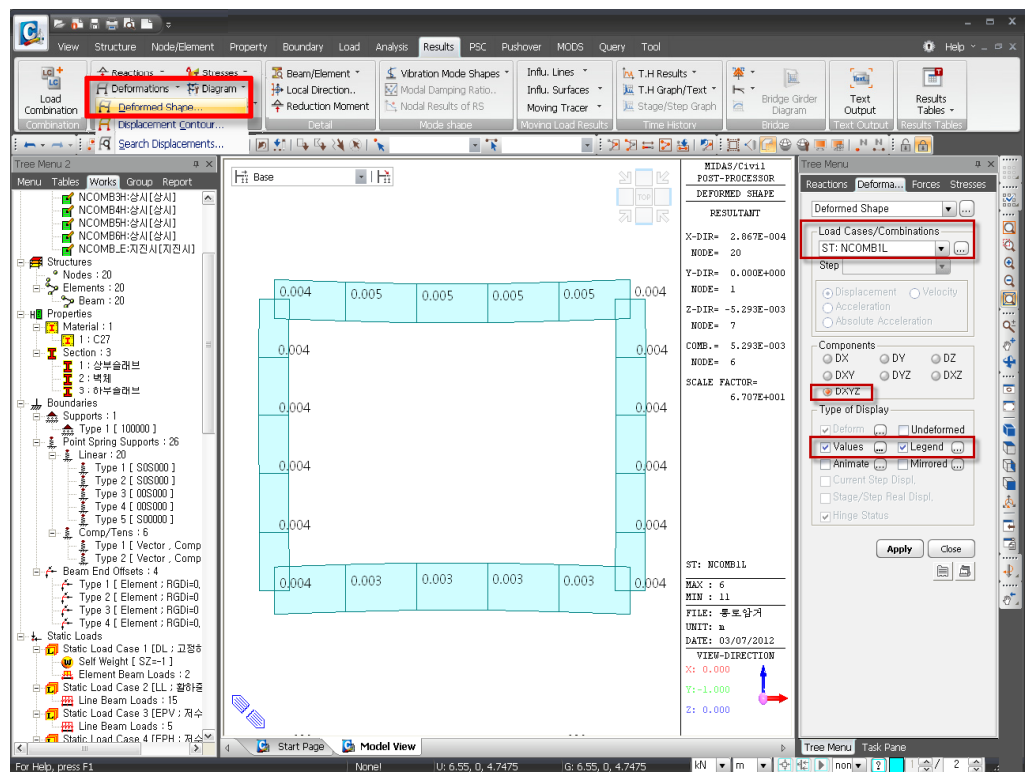 View Structure Node/Element Property Boundary Load Analysis Results PSC Pushover MODS Query Tool Help
Reactions Stresses
Deformations Diagram
Deformed Shape...
Displacement Contour...
Search Displacements...
Load
Combination
Combination
Beam/Element
Local Direction..
Reduction Moment
Detail
Vibration Mode Shapes
Modal Damping Ratio..
Nodal Results of RS
Mode shape
Influ. Lines
Influ. Surfaces
Moving Tracer
Moving Load Results
T.H Results
T.H Graph/Text
Stage/Step Graph
Time History
Bridge Girder
Diagram
Bridge
Text
Output
Text Output
Results
Tables
Results Tables
Tree Menu 2
Menu Tables Works Group Report
NCOMB3H:상시[상시]
NCOMB4H:상시[상시]
NCOMB5H:상시[상시]
NCOMB6H:상시[상시]
NCOMB_E:지진시[지진시]
Structures
Nodes : 20
Elements : 20
Beam : 20
Properties
Material : 1
1 : C27
Section : 3
1 : 상부슬래브
2 : 벽체
3 : 하부슬래브
Boundaries
Supports : 1
Type 1 [ 100000 ]
Point Spring Supports : 26
Linear : 20
Type 1 [ S0S000 ]
Type 2 [ S0S000 ]
Type 3 [ 00S000 ]
Type 4 [ 00S000 ]
Type 5 [ S00000 ]
Comp/Tens : 6
Type 1 [ Vector , Comp
Type 2 [ Vector , Comp
Beam End Offsets : 4
Type 1 [ Element ; RGDi=0,
Type 2 [ Element ; RGDi=0
Type 3 [ Element ; RGDi=0
Type 4 [ Element ; RGDi=0,
Static Loads
Static Load Case 1 [DL ; 고정하
Self Weight [ SZ=-1 ]
Element Beam Loads : 2
Static Load Case 2 [LL ; 활하중
Line Beam Loads : 15
Static Load Case 3 [EPV ; 저수
Line Beam Loads : 5
Static Load Case 4 [EPH ; 저수
Base
TOP
0.004 0.005 0.005 0.005 0.005 0.004
0.004 0.004
0.004 0.004
0.004 0.004
0.004 0.003 0.003 0.003 0.003 0.004
Start Page Model View
MIDAS/Civil
POST-PROCESSOR
DEFORMED SHAPE
RESULTANT
X-DIR= 2.867E-004
NODE= 20
Y-DIR= 0.000E+000
NODE= 1
Z-DIR= -5.293E-003
NODE= 7
COMB.= 5.293E-003
NODE= 6
SCALE FACTOR=
6.707E+001
ST: NCOMB1L
MAX : 6
MIN : 11
FILE: 통로암거
UNIT: m
DATE: 03/07/2012
VIEW-DIRECTION
X: 0.000
Y:-1.000
Z: 0.000
Tree Menu
Reactions Deforma... Forces Stresses
Deformed Shape
Load Cases/Combinations
ST: NCOMB1L
Step
Displacement Velocity
Acceleration
Absolute Acceleration
Components
DX DY DZ
DXY DYZ DXZ
DXYZ
Type of Display
Deform Undeformed
Values Legend
Animate Mirrored
Current Step Displ.
Stage/Step Real Displ.
Hinge Status
Apply Close
Tree Menu Task Pane
For Help, press F1 None! U: 6.55, 0, 4.7475 G: 6.55, 0, 4.7475 kN m non 1 / 2